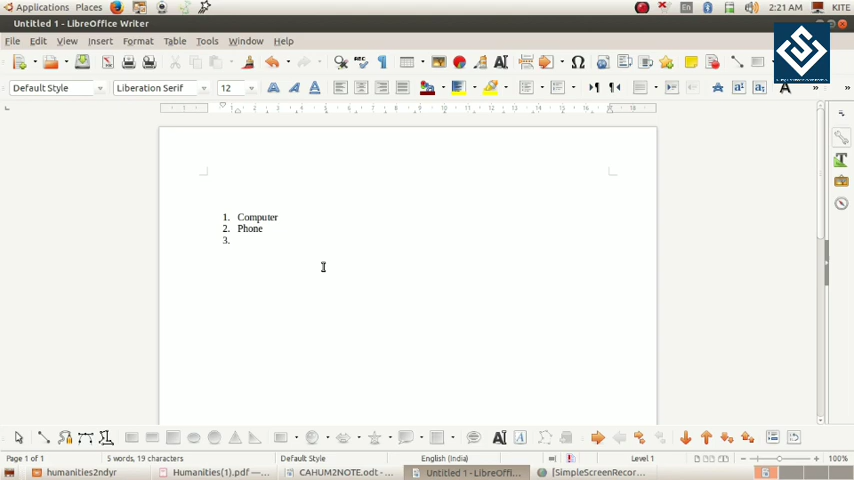 Applications Places En 2:21 AM KITE
Untitled 1 - LibreOffice Writer
File Edit View Insert Format Table Tools Window Help
Default Style Liberation Serif 12
1. Computer
2. Phone
3.
Page 1 of 1 5 words, 19 characters Default Style English (India) Level 1 100%
humanities2ndyr Humanities(1).pdf —... CAHUM2NOTE.odt - ... Untitled 1 - LibreOffi... [SimpleScreenRecor...